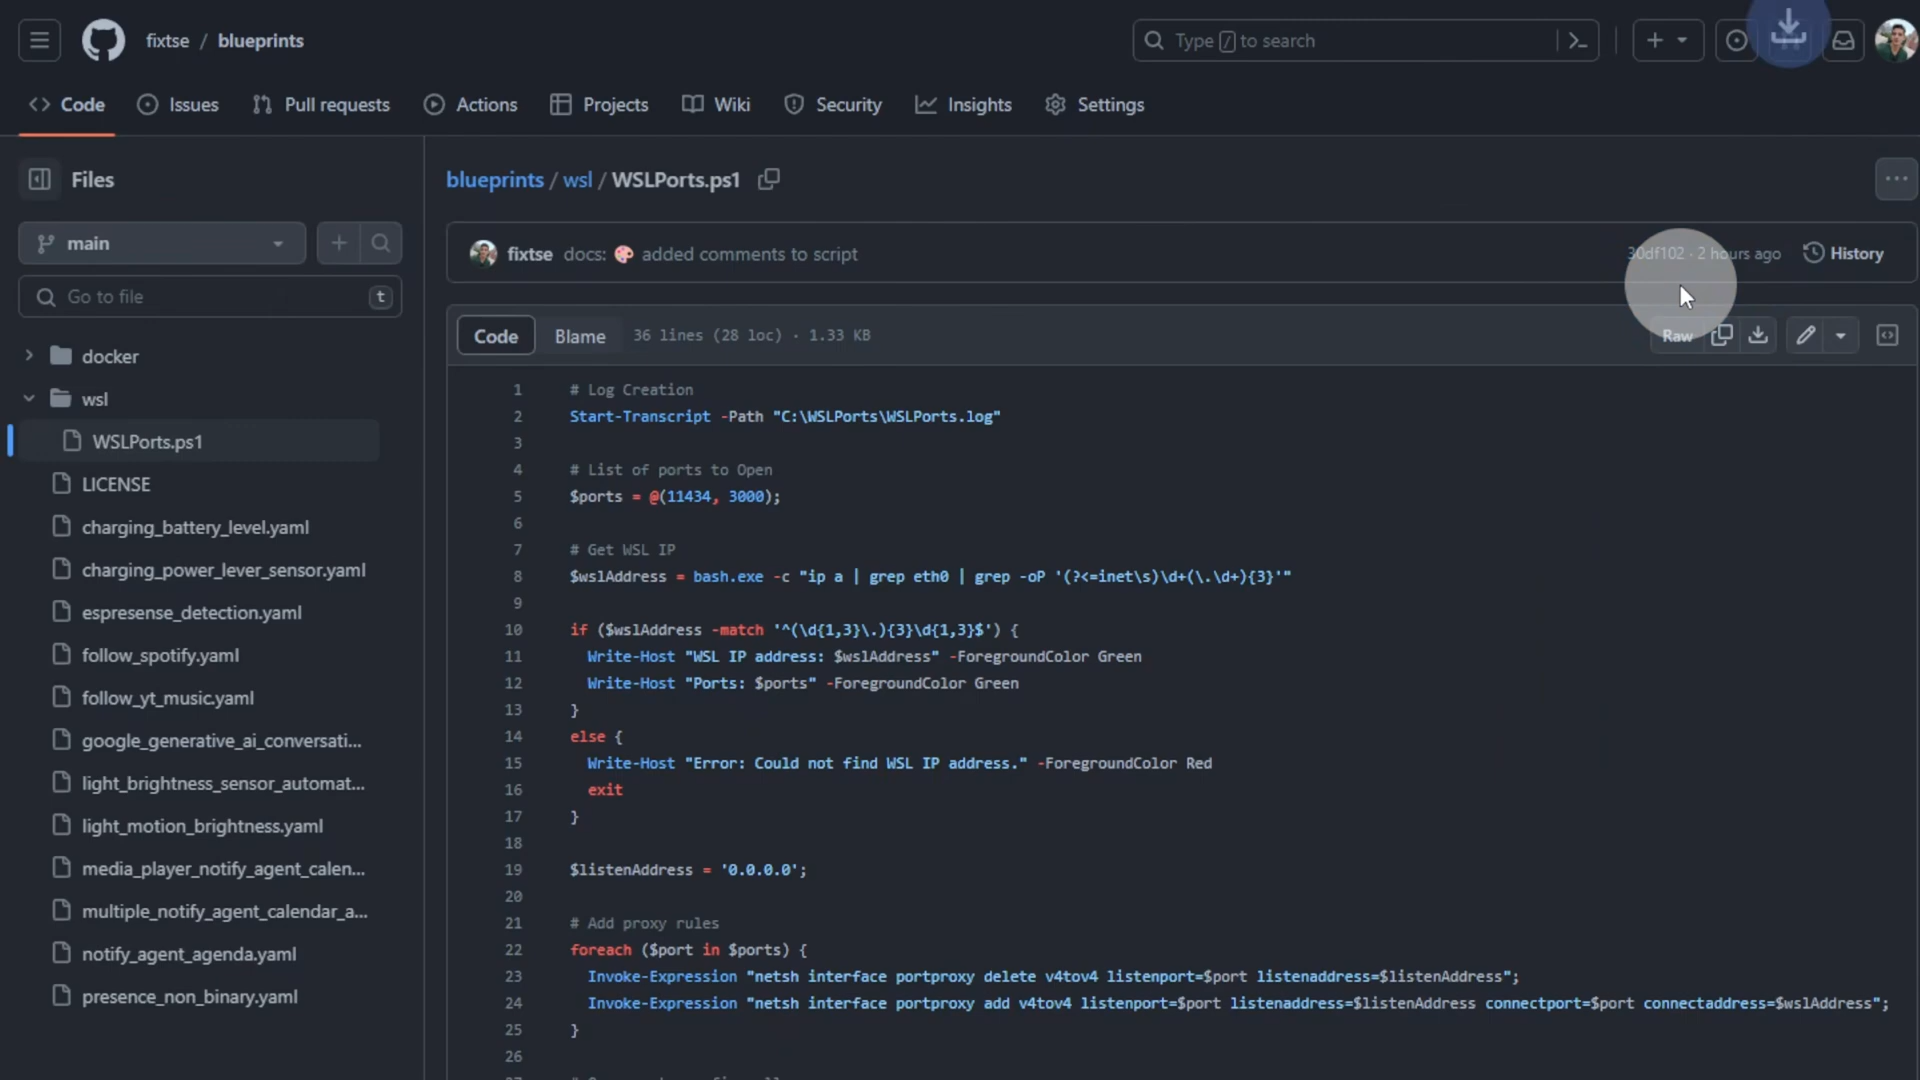 fixtse / blueprints
Type / to search
Code Issues Pull requests Actions Projects Wiki Security Insights Settings
Files
main
Go to file t
docker
wsl
WSLPorts.ps1
LICENSE
charging_battery_level.yaml
charging_power_lever_sensor.yaml
espresense_detection.yaml
follow_spotify.yaml
follow_yt_music.yaml
google_generative_ai_conversati...
light_brightness_sensor_automat...
light_motion_brightness.yaml
media_player_notify_agent_calen...
multiple_notify_agent_calendar_a...
notify_agent_agenda.yaml
presence_non_binary.yaml
blueprints / wsl / WSLPorts.ps1
fixtse docs: 🎨 added comments to script
30df102 · 2 hours ago History
Code Blame 36 lines (28 loc) · 1.33 KB
Raw
1 # Log Creation
2 Start-Transcript -Path "C:\WSLPorts\WSLPorts.log"
3
4 # List of ports to Open
5 $ports = @(11434, 3000);
6
7 # Get WSL IP
8 $wslAddress = bash.exe -c "ip a | grep eth0 | grep -oP '(?<=inet\s)\d+(\.\d+){3}'"
9
10 if ($wslAddress -match '^(\d{1,3}\.){3}\d{1,3}$') {
11 Write-Host "WSL IP address: $wslAddress" -ForegroundColor Green
12 Write-Host "Ports: $ports" -ForegroundColor Green
13 }
14 else {
15 Write-Host "Error: Could not find WSL IP address." -ForegroundColor Red
16 exit
17 }
18
19 $listenAddress = '0.0.0.0';
20
21 # Add proxy rules
22 foreach ($port in $ports) {
23 Invoke-Expression "netsh interface portproxy delete v4tov4 listenport=$port listenaddress=$listenAddress";
24 Invoke-Expression "netsh interface portproxy add v4tov4 listenport=$port listenaddress=$listenAddress connectport=$port connectaddress=$wslAddress";
25 }
26